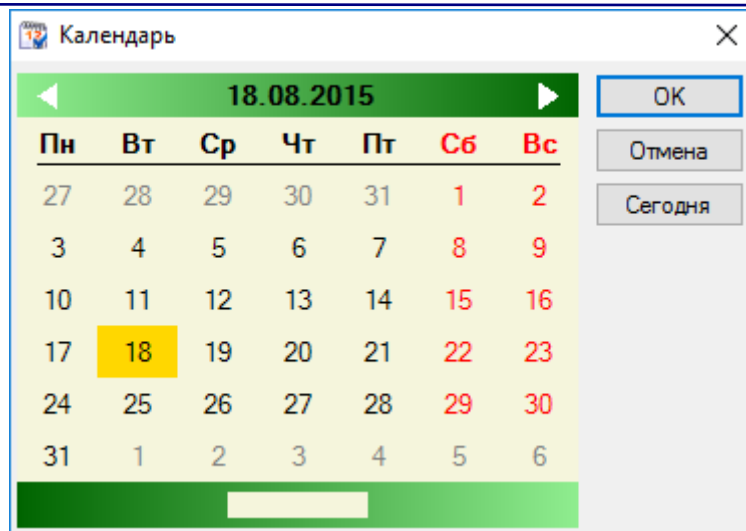 Календарь
18.08.2015
OK
Пн Вт Ср Чт Пт Сб Вс
Отмена
27 28 29 30 31 1 2
Сегодня
3 4 5 6 7 8 9
10 11 12 13 14 15 16
17 18 19 20 21 22 23
24 25 26 27 28 29 30
31 1 2 3 4 5 6